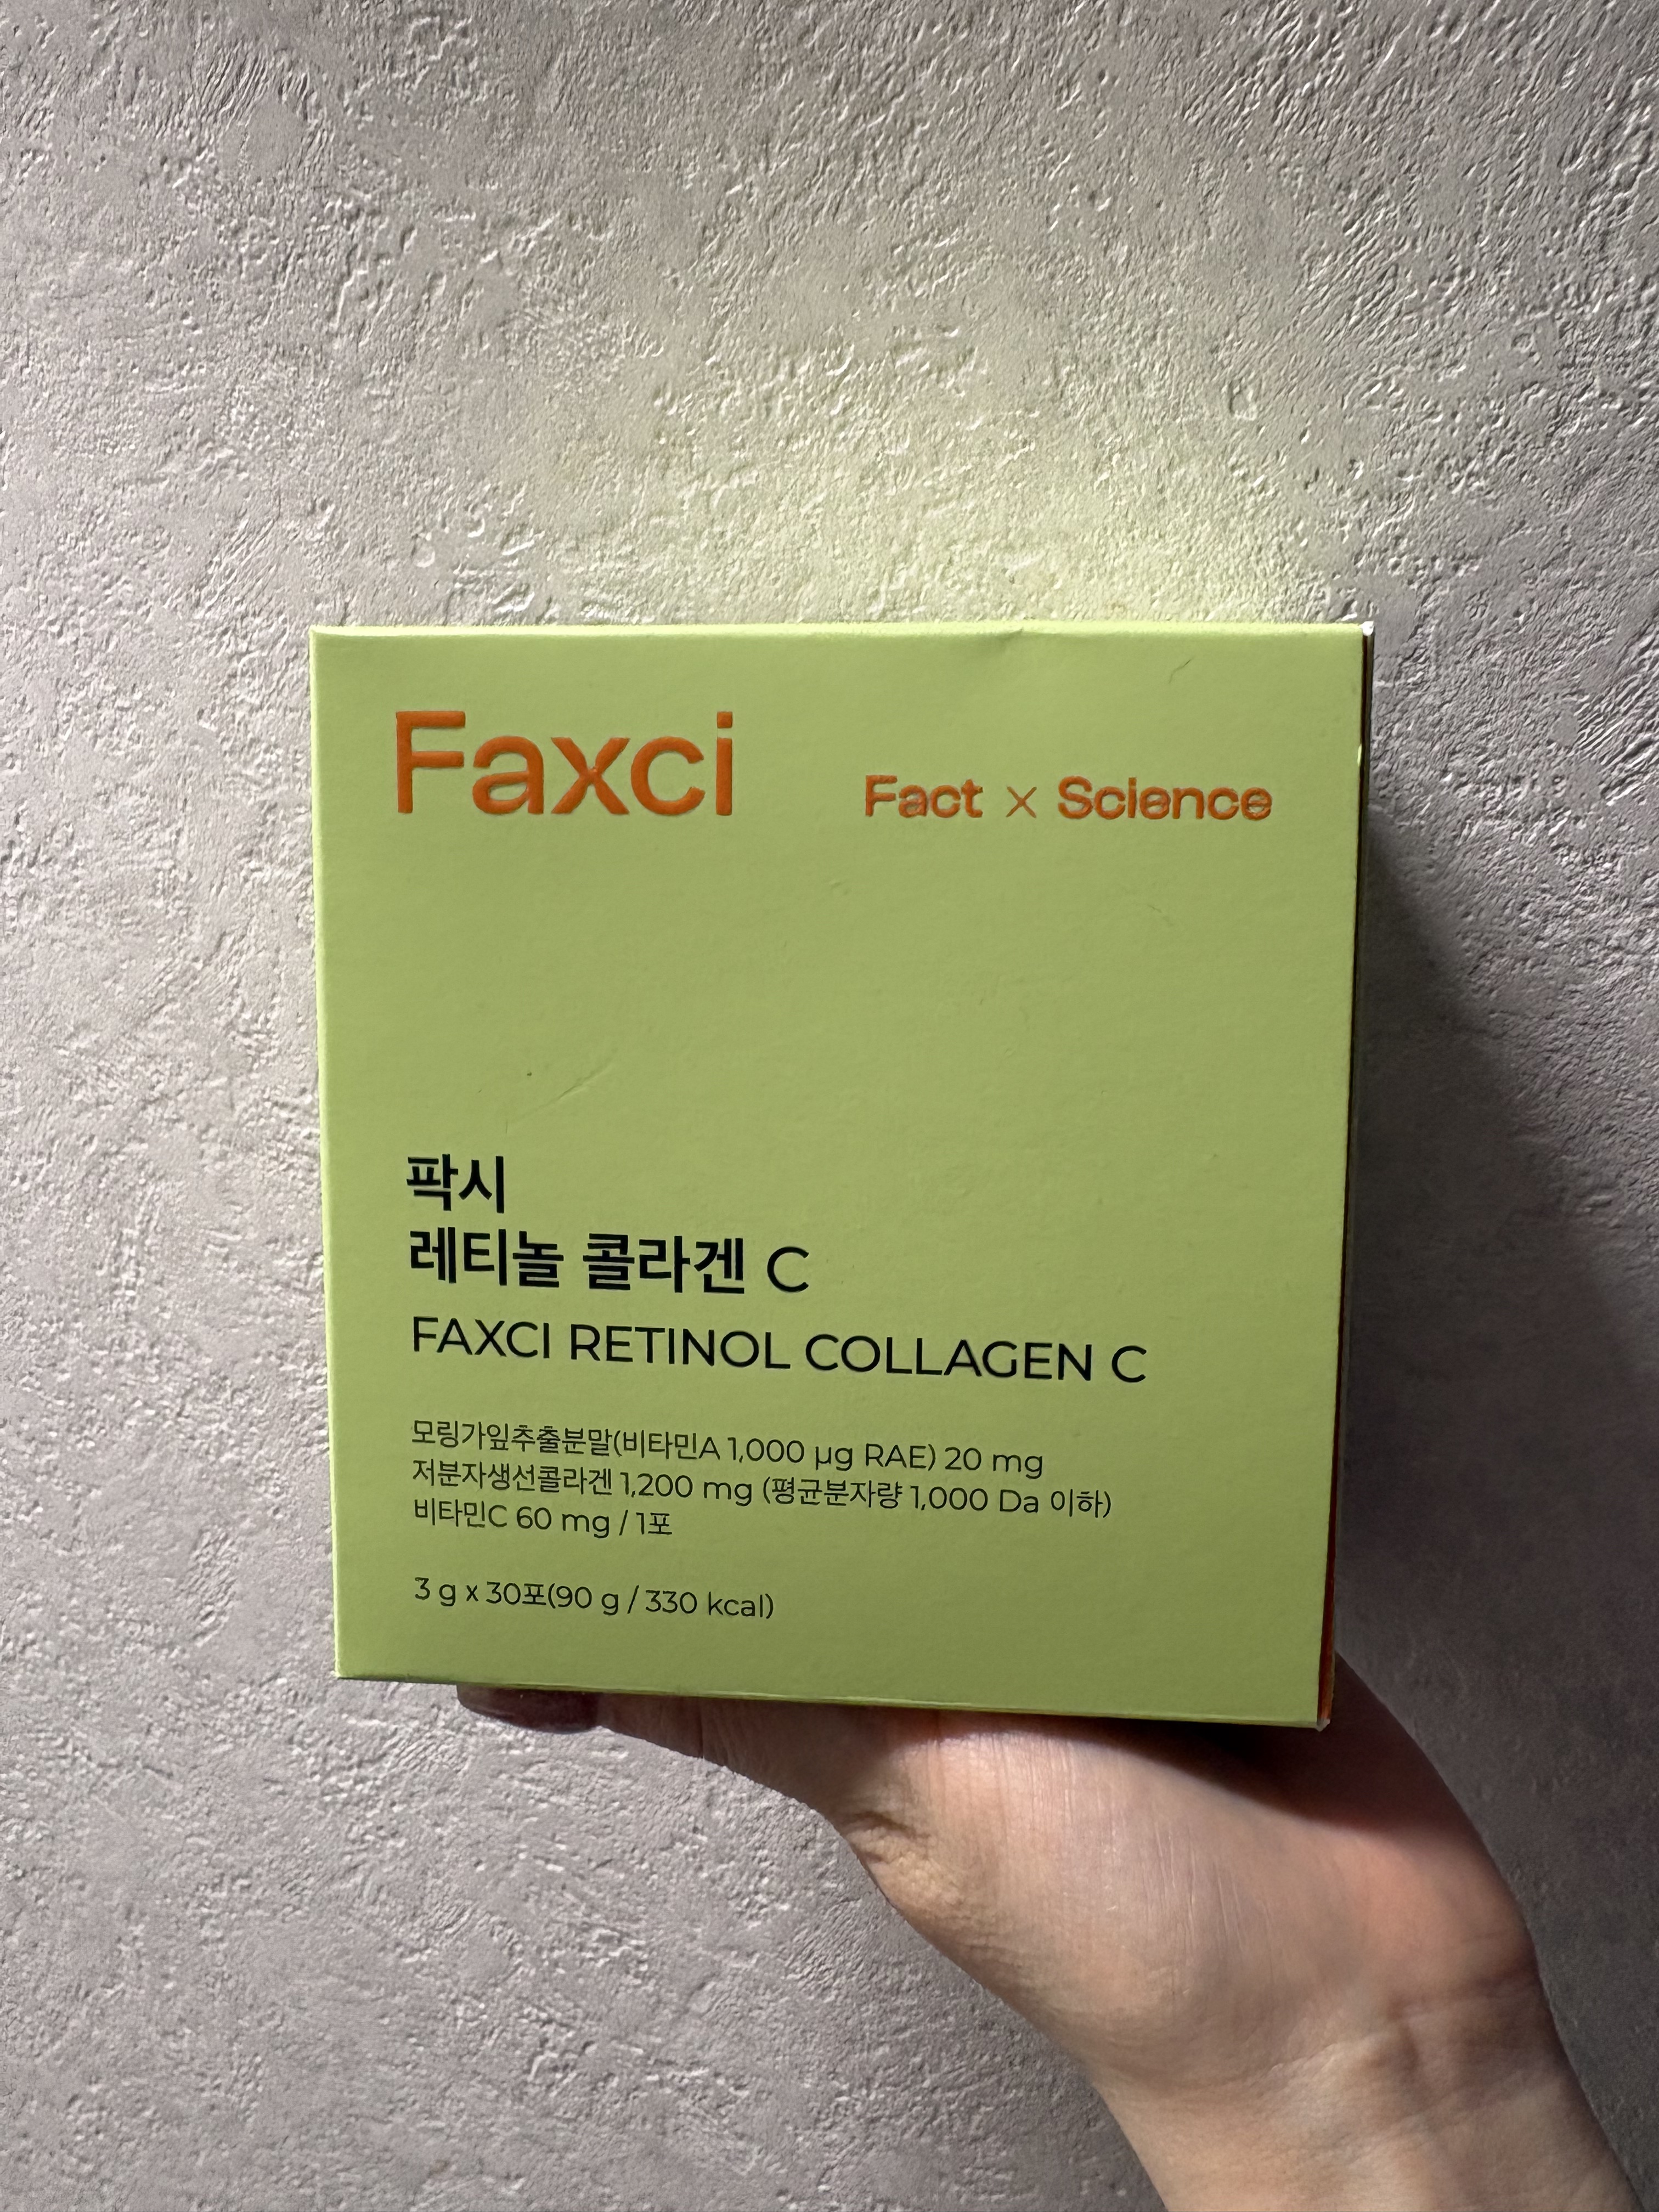 Faxci
Fact × Science
팍시
레티놀 콜라겐 C
FAXCI RETINOL COLLAGEN C
모링가잎추출분말(비타민A 1,000 µg RAE) 20 mg
저분자생선콜라겐 1,200 mg (평균분자량 1,000 Da 이하)
비타민C 60 mg / 1포
3 g x 30포(90 g / 330 kcal)